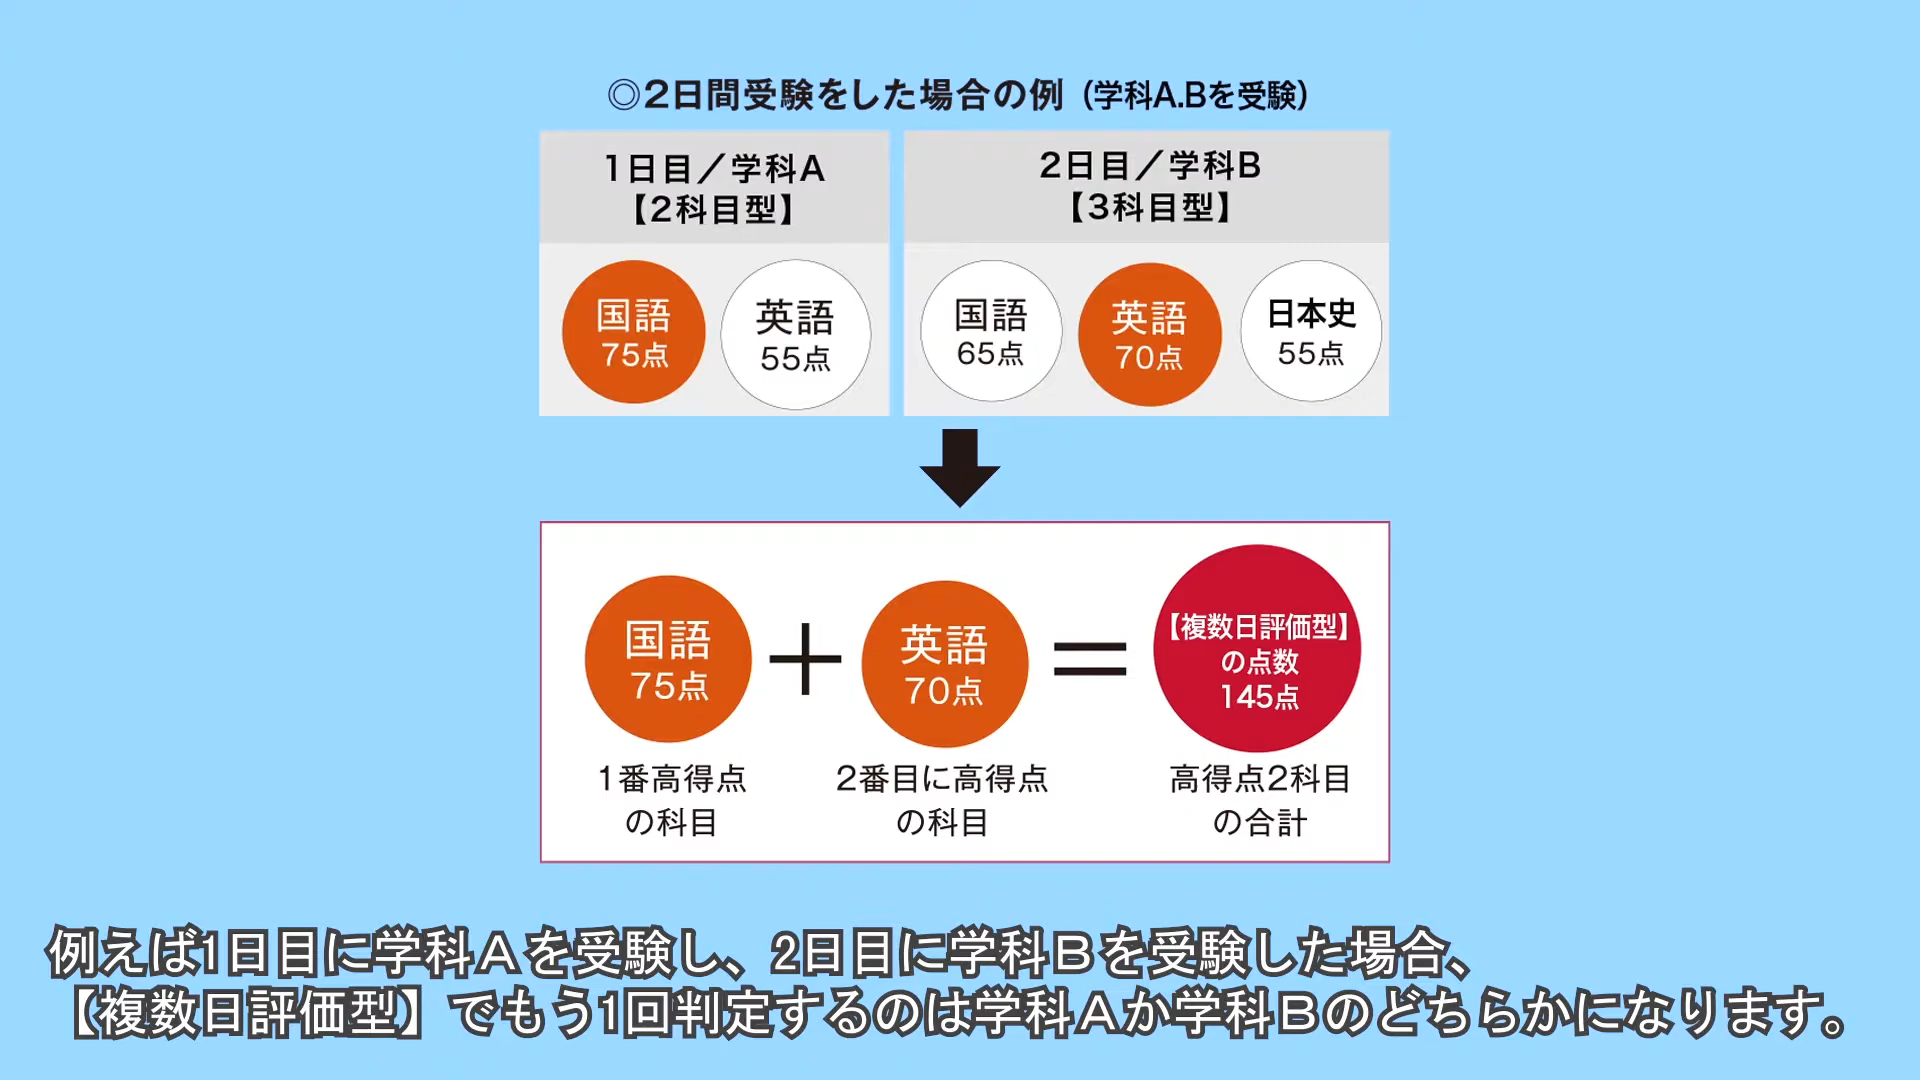 ◎2日間受験をした場合の例（学科A.Bを受験）
1日目／学科A
【2科目型】
2日目／学科B
【3科目型】
国語
75点
英語
55点
国語
65点
英語
70点
日本史
55点
国語
75点
＋
英語
70点
＝
【複数日評価型】
の点数
145点
1番高得点
の科目
2番目に高得点
の科目
高得点2科目
の合計
例えば1日目に学科Ａを受験し、2日目に学科Ｂを受験した場合、
【複数日評価型】でもう1回判定するのは学科Ａか学科Ｂのどちらかになります。